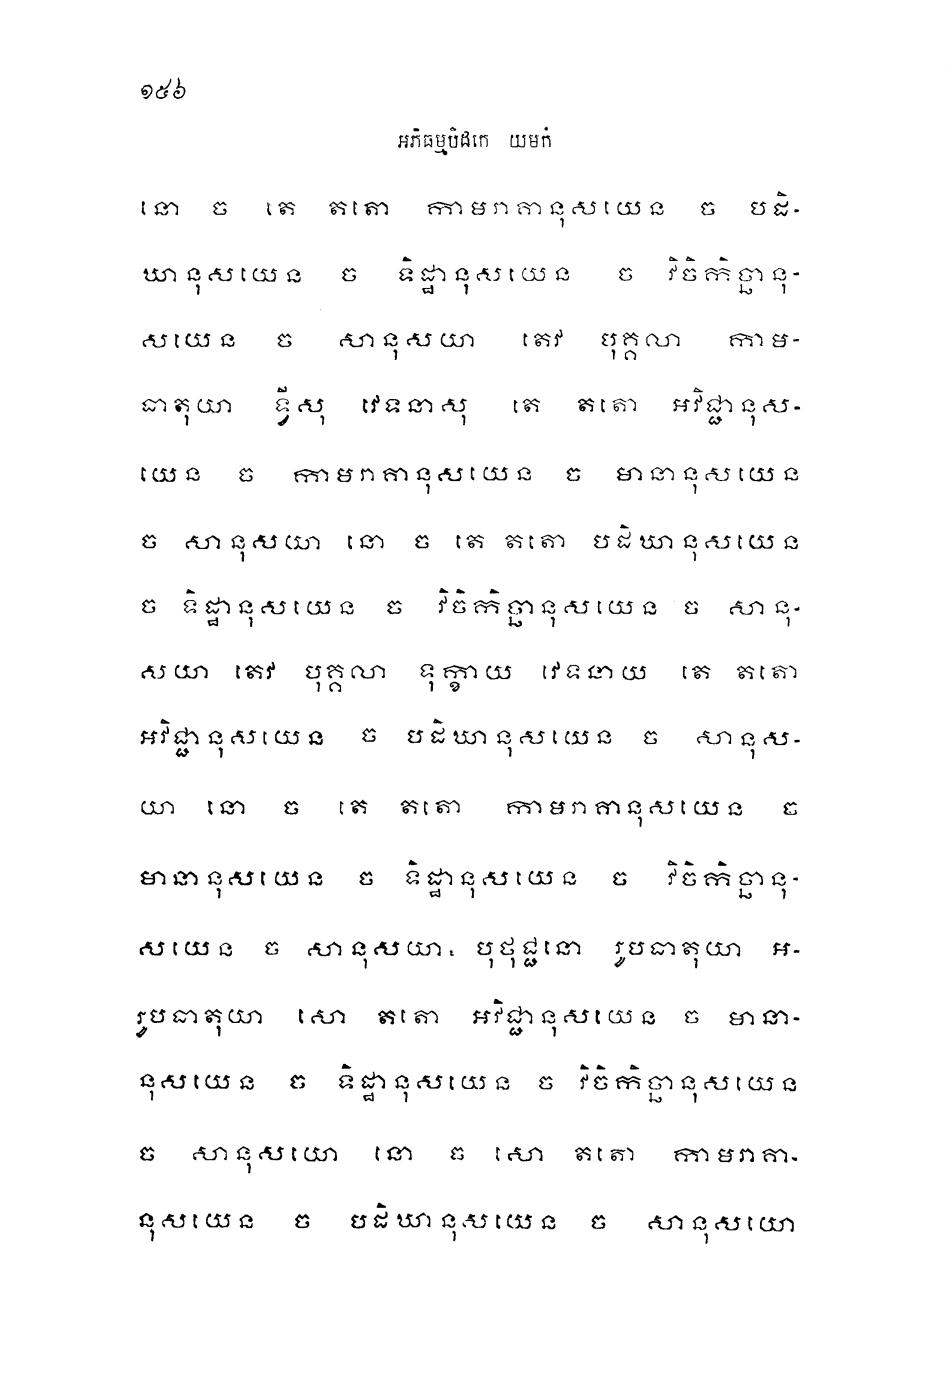 ១៥៦
អភិធម្មបិដកេ យមកំ
នោ ច តេ តតោ កាមរាគានុសយេន ច បដិ-
ឃានុសយេន ច ទិដ្ឋានុសយេន ច វិចិកិច្ឆានុ-
សយេន ច សានុសយា តេវ បុគ្គលា កាម-
ធាតុយា ទ្វីសុ វេទនាសុ តេ តតោ អវិជ្ជានុស-
យេន ច កាមរាគានុសយេន ច មានានុសយេន
ច សានុសយា នោ ច តេ តតោ បដិឃានុសយេន
ច ទិដ្ឋានុសយេន ច វិចិកិច្ឆានុសយេន ច សានុ-
សយា តេវ បុគ្គលា ទុក្ខាយ វេទនាយ តេ តតោ
អវិជ្ជានុសយេន ច បដិឃានុសយេន ច សានុស-
យា នោ ច តេ តតោ កាមរាគានុសយេន ច
មានានុសយេន ច ទិដ្ឋានុសយេន ច វិចិកិច្ឆានុ-
សយេន ច សានុសយា. បុថុជ្ជនោ រូបធាតុយា អ-
រូបធាតុយា សោ តតោ អវិជ្ជានុសយេន ច មានា-
នុសយេន ច ទិដ្ឋានុសយេន ច វិចិកិច្ឆានុសយេន
ច សានុសយោ នោ ច សោ តតោ កាមរាគា-
នុសយេន ច បដិឃានុសយេន ច សានុសយោ